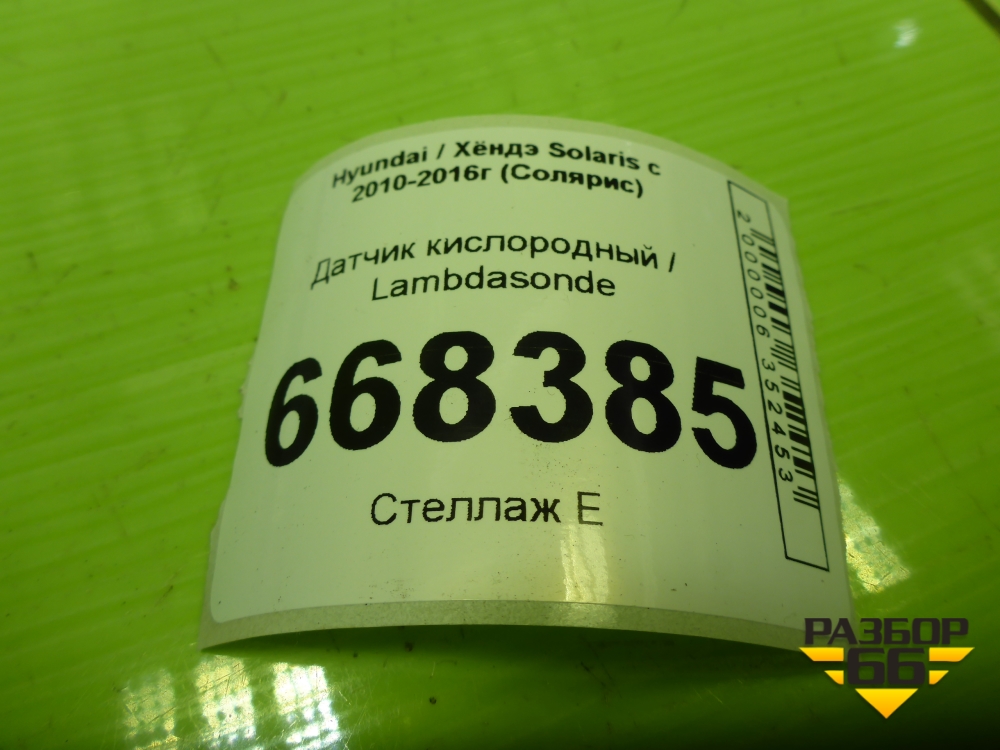 Hyundai / Хёндэ Solaris с
2010-2016г (Солярис)
Датчик кислородный /
Lambdasonde
668385
Стеллаж Е
2000006352453
РАЗБОР
66